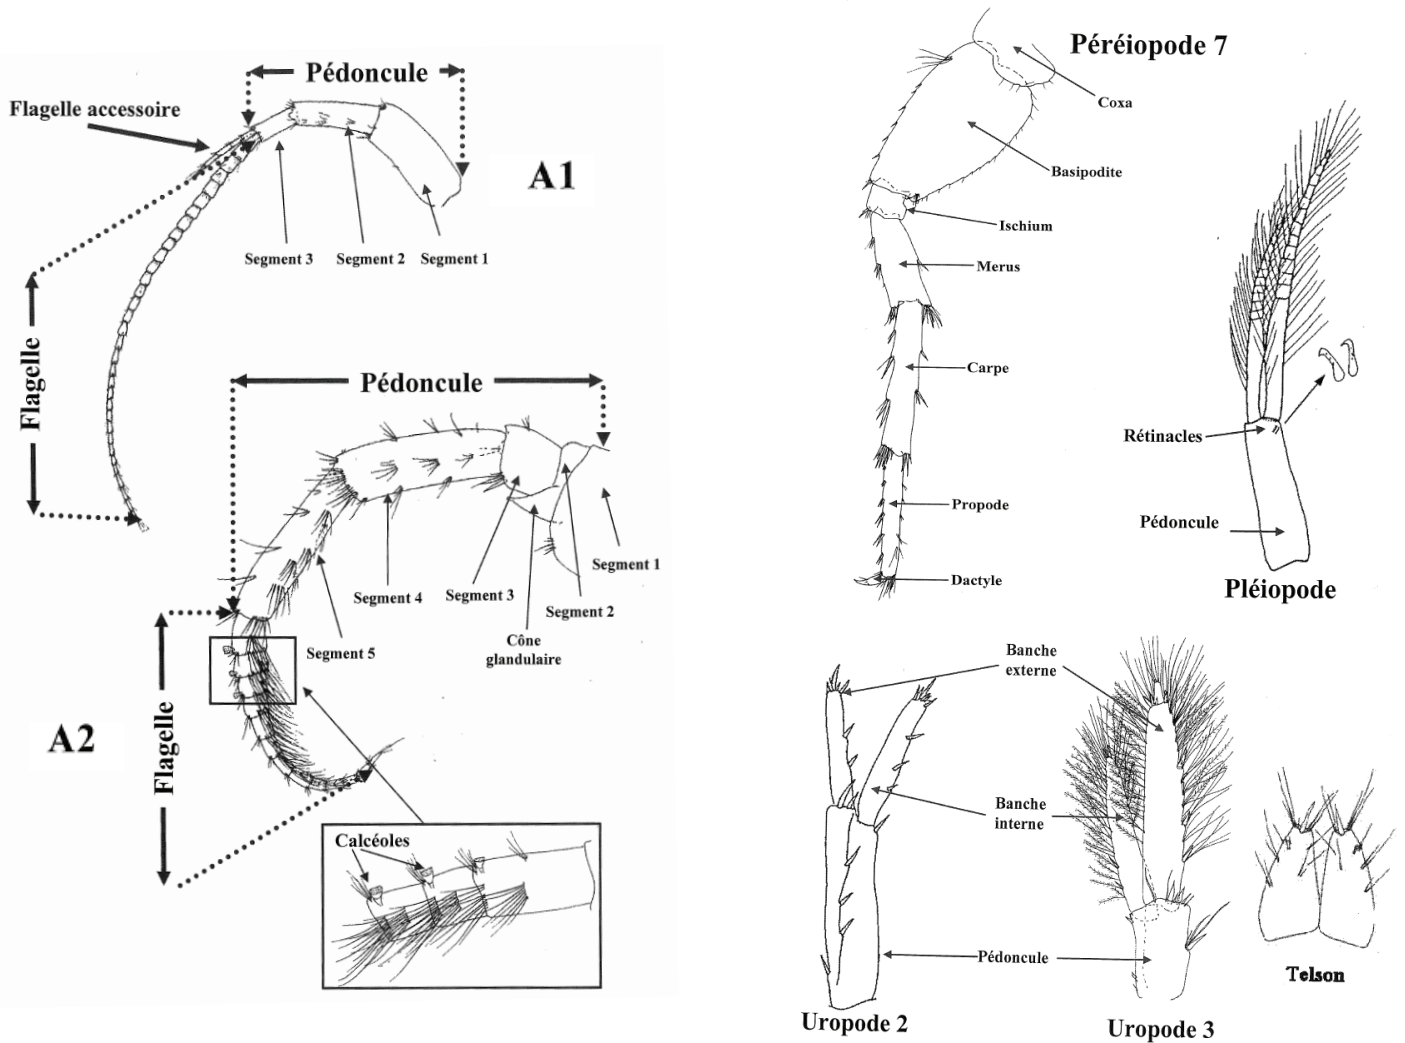 Pédoncule
Flagelle accessoire
A1
Segment 3
Segment 2
Segment 1
Flagelle
Pédoncule
Segment 1
Segment 2
Segment 3
Segment 4
Cône
glandulaire
Segment 5
A2
Flagelle
Calcéoles
Péréiopode 7
Coxa
Basipodite
Ischium
Merus
Carpe
Propode
Dactyle
Rétinacles
Pédoncule
Pléiopode
Banche
externe
Banche
interne
Pédoncule
Uropode 2
Uropode 3
Telson